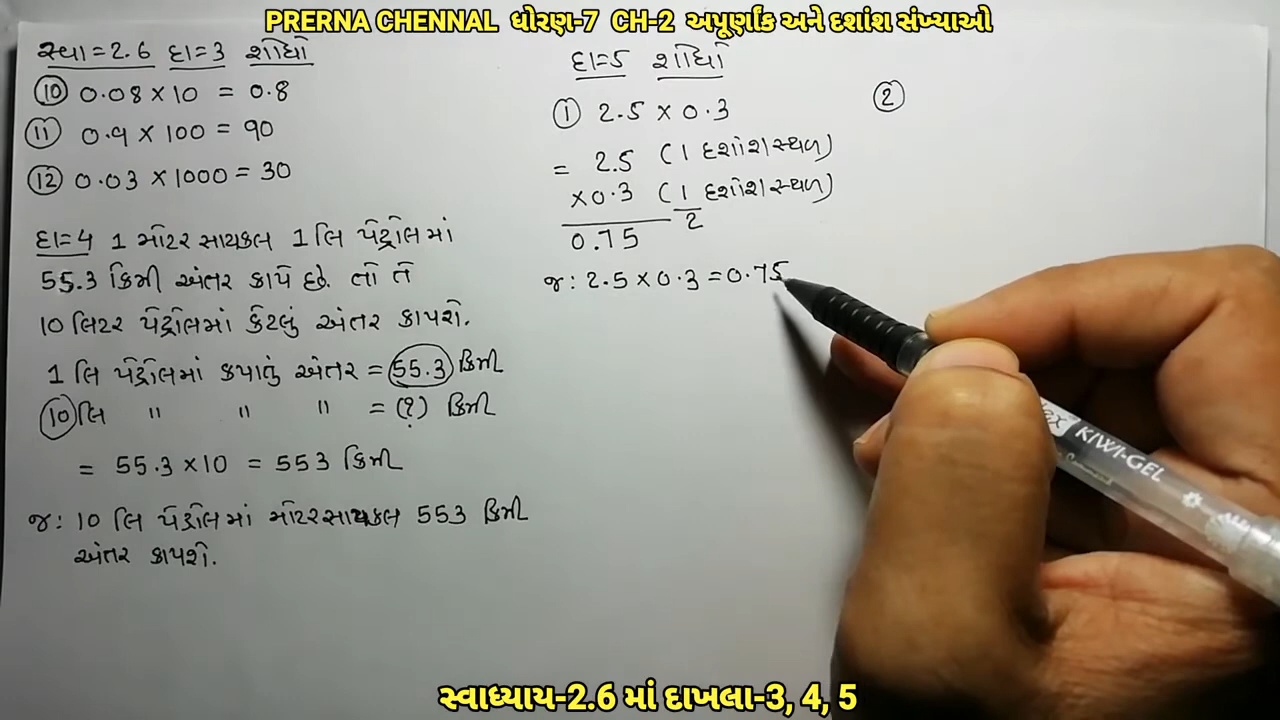 PRERNA CHENNAL ધોરણ-7 CH-2 અપૂર્ણાંક અને દશાંશ સંખ્યાઓ
સ્વા=2.6 દા=3 શોધો
⑩ 0.08 × 10 = 0.8
⑪ 0.9 × 100 = 90
⑫ 0.03 × 1000 = 30
દા=4 1 મોટર સાયકલ 1 લિ પેટ્રોલમાં
55.3 કિમી અંતર કાપે છે. તો તે
10 લિટર પેટ્રોલમાં કેટલું અંતર કાપશે.
1 લિ પેટ્રોલમાં કપાતું અંતર = 55.3 કિમી
10 લિ " " " = (?) કિમી
= 55.3 × 10 = 553 કિમી
જ: 10 લિ પેટ્રોલમાં મોટરસાયકલ 553 કિમી
અંતર કાપશે.
દા=5 શોધો
① 2.5 × 0.3
= 2.5 (1 દશાંશસ્થળ)
×0.3 (1 દશાંશસ્થળ)
0.75 2
જ: 2.5 × 0.3 = 0.75
②
KIWI-GEL
સ્વાધ્યાય-2.6 માં દાખલા-3, 4, 5